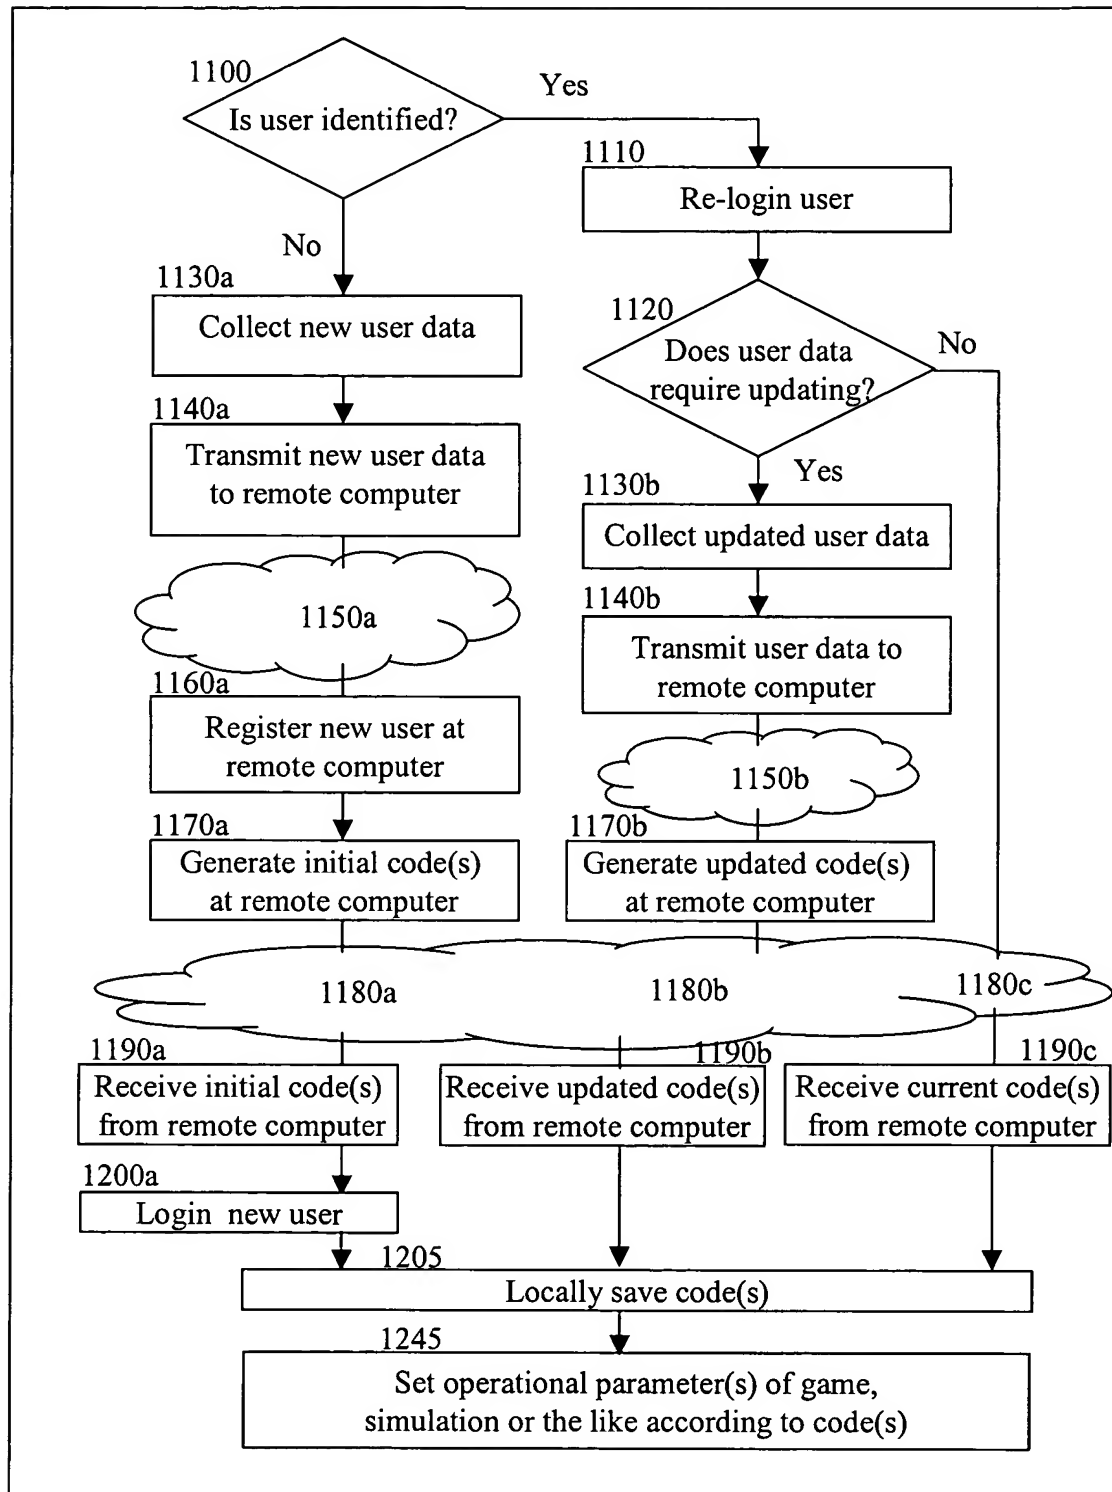 1100
Is user identified?
Yes
No
1110
Re-login user
1120
Does user data
require updating?
No
Yes
1130a
Collect new user data
1140a
Transmit new user data
to remote computer
1150a
1160a
Register new user at
remote computer
1170a
Generate initial code(s)
at remote computer
1130b
Collect updated user data
1140b
Transmit user data to
remote computer
1150b
1170b
Generate updated code(s)
at remote computer
1180a
1180b
1180c
1190a
Receive initial code(s)
from remote computer
1190b
Receive updated code(s)
from remote computer
1190c
Receive current code(s)
from remote computer
1200a
Login new user
1205
Locally save code(s)
1245
Set operational parameter(s) of game,
simulation or the like according to code(s)